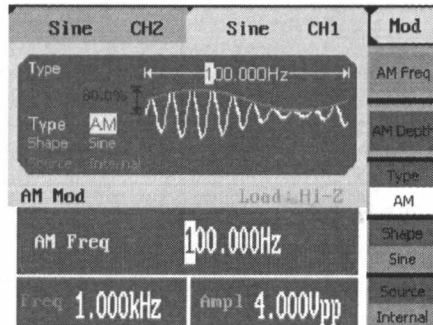 Sine CH2 Sine CH1 Mod
Type 100.000Hz AM Freq
80.0%
Type AM AM Depth
Shape Sine
Source Internal Type
AM Mod Load: Hi-Z AM
AM Freq 100.000Hz Shape
Sine
Freq 1.000kHz Ampl 4.000Vpp Source
Internal